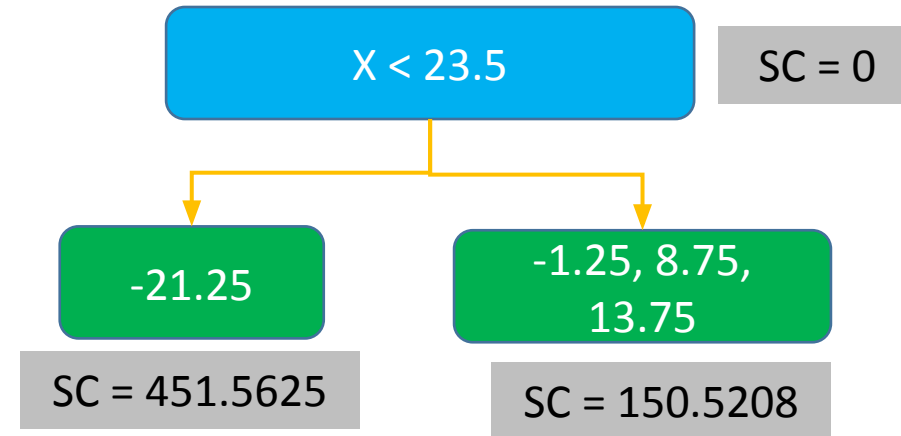 X < 23.5
SC = 0
-21.25
-1.25, 8.75,
13.75
SC = 451.5625
SC = 150.5208